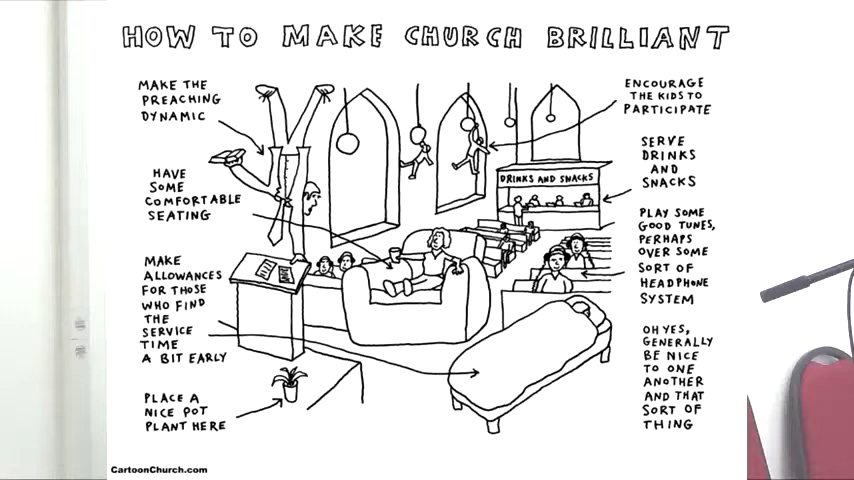 HOW TO MAKE CHURCH BRILLIANT
MAKE THE
PREACHING
DYNAMIC
HAVE
SOME
COMFORTABLE
SEATING
MAKE
ALLOWANCES
FOR THOSE
WHO FIND
THE
SERVICE
TIME
A BIT EARLY
PLACE A
NICE POT
PLANT HERE
DRINKS AND SNACKS
ENCOURAGE
THE KIDS TO
PARTICIPATE
SERVE
DRINKS
AND
SNACKS
PLAY SOME
GOOD TUNES,
PERHAPS
OVER SOME
SORT OF
HEADPHONE
SYSTEM
OH YES,
GENERALLY
BE NICE
TO ONE
ANOTHER
AND THAT
SORT OF
THING
CartoonChurch.com